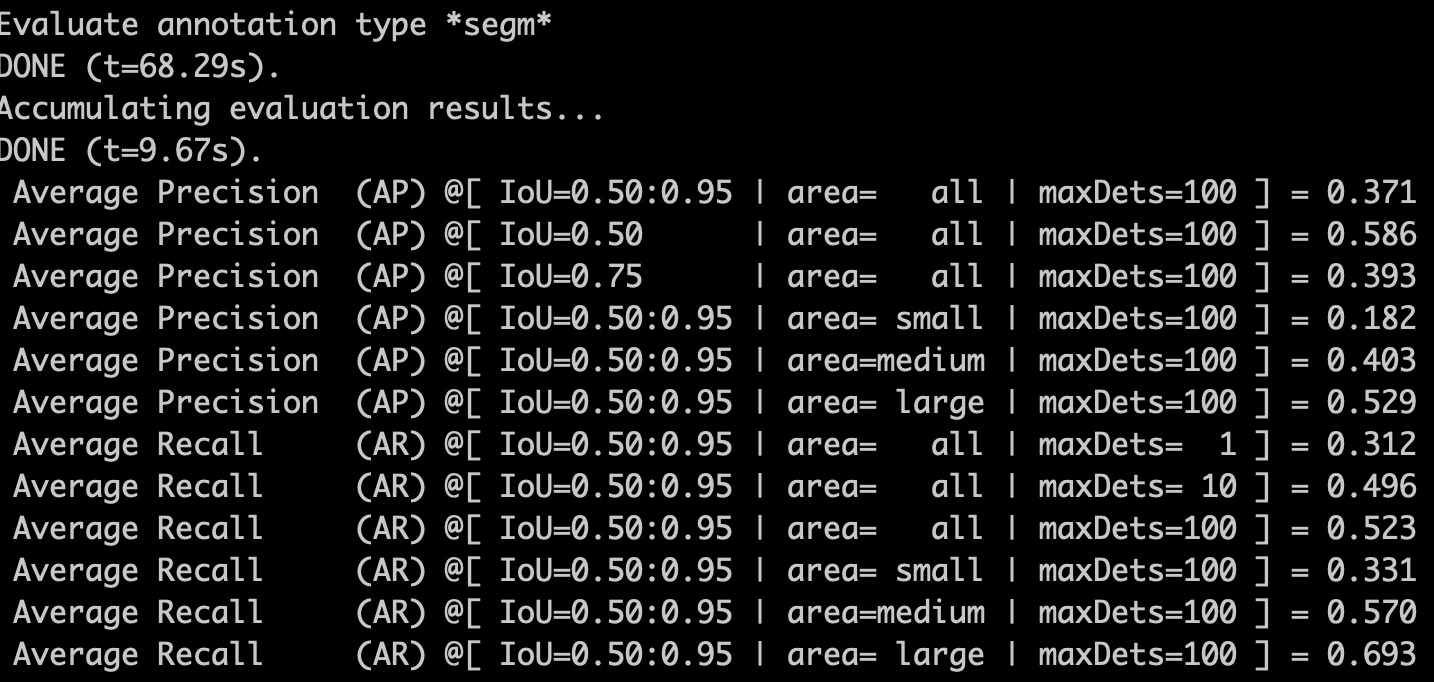 Evaluate annotation type *segm*
DONE (t=68.29s).
Accumulating evaluation results...
DONE (t=9.67s).
 Average Precision  (AP) @[ IoU=0.50:0.95 | area=   all | maxDets=100 ] = 0.371
 Average Precision  (AP) @[ IoU=0.50      | area=   all | maxDets=100 ] = 0.586
 Average Precision  (AP) @[ IoU=0.75      | area=   all | maxDets=100 ] = 0.393
 Average Precision  (AP) @[ IoU=0.50:0.95 | area= small | maxDets=100 ] = 0.182
 Average Precision  (AP) @[ IoU=0.50:0.95 | area=medium | maxDets=100 ] = 0.403
 Average Precision  (AP) @[ IoU=0.50:0.95 | area= large | maxDets=100 ] = 0.529
 Average Recall     (AR) @[ IoU=0.50:0.95 | area=   all | maxDets=  1 ] = 0.312
 Average Recall     (AR) @[ IoU=0.50:0.95 | area=   all | maxDets= 10 ] = 0.496
 Average Recall     (AR) @[ IoU=0.50:0.95 | area=   all | maxDets=100 ] = 0.523
 Average Recall     (AR) @[ IoU=0.50:0.95 | area= small | maxDets=100 ] = 0.331
 Average Recall     (AR) @[ IoU=0.50:0.95 | area=medium | maxDets=100 ] = 0.570
 Average Recall     (AR) @[ IoU=0.50:0.95 | area= large | maxDets=100 ] = 0.693